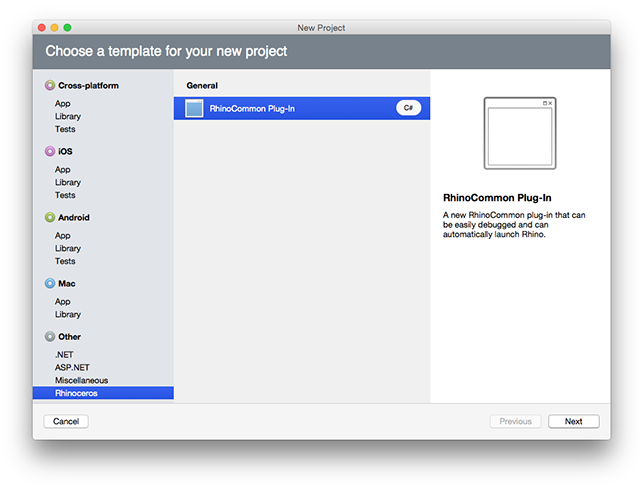 New Project
Choose a template for your new project
Cross-platform
App
Library
Tests
iOS
App
Library
Tests
Android
App
Library
Tests
Mac
App
Library
Other
.NET
ASP.NET
Miscellaneous
Rhinoceros
General
RhinoCommon Plug-In
C#
RhinoCommon Plug-In
A new RhinoCommon plug-in that can
be easily debugged and can
automatically launch Rhino.
Cancel
Previous
Next